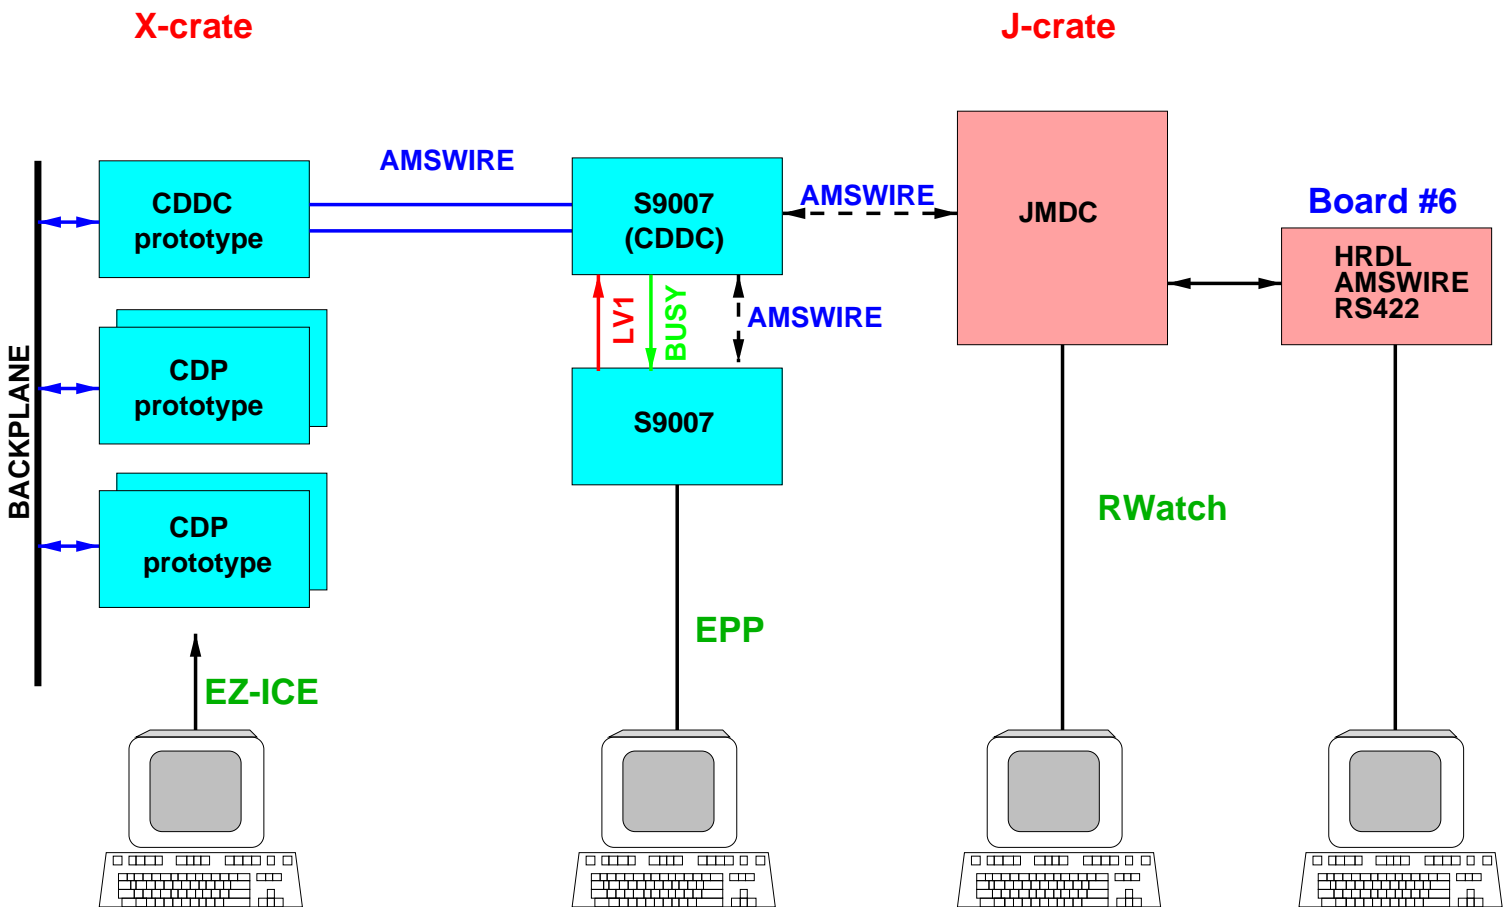 X-crate
J-crate
AMSWIRE
CDDC
prototype
S9007
(CDDC)
AMSWIRE
JMDC
Board #6
HRDL
AMSWIRE
RS422
LV1
BUSY
AMSWIRE
BACKPLANE
CDP
prototype
S9007
CDP
prototype
RWatch
EPP
EZ-ICE